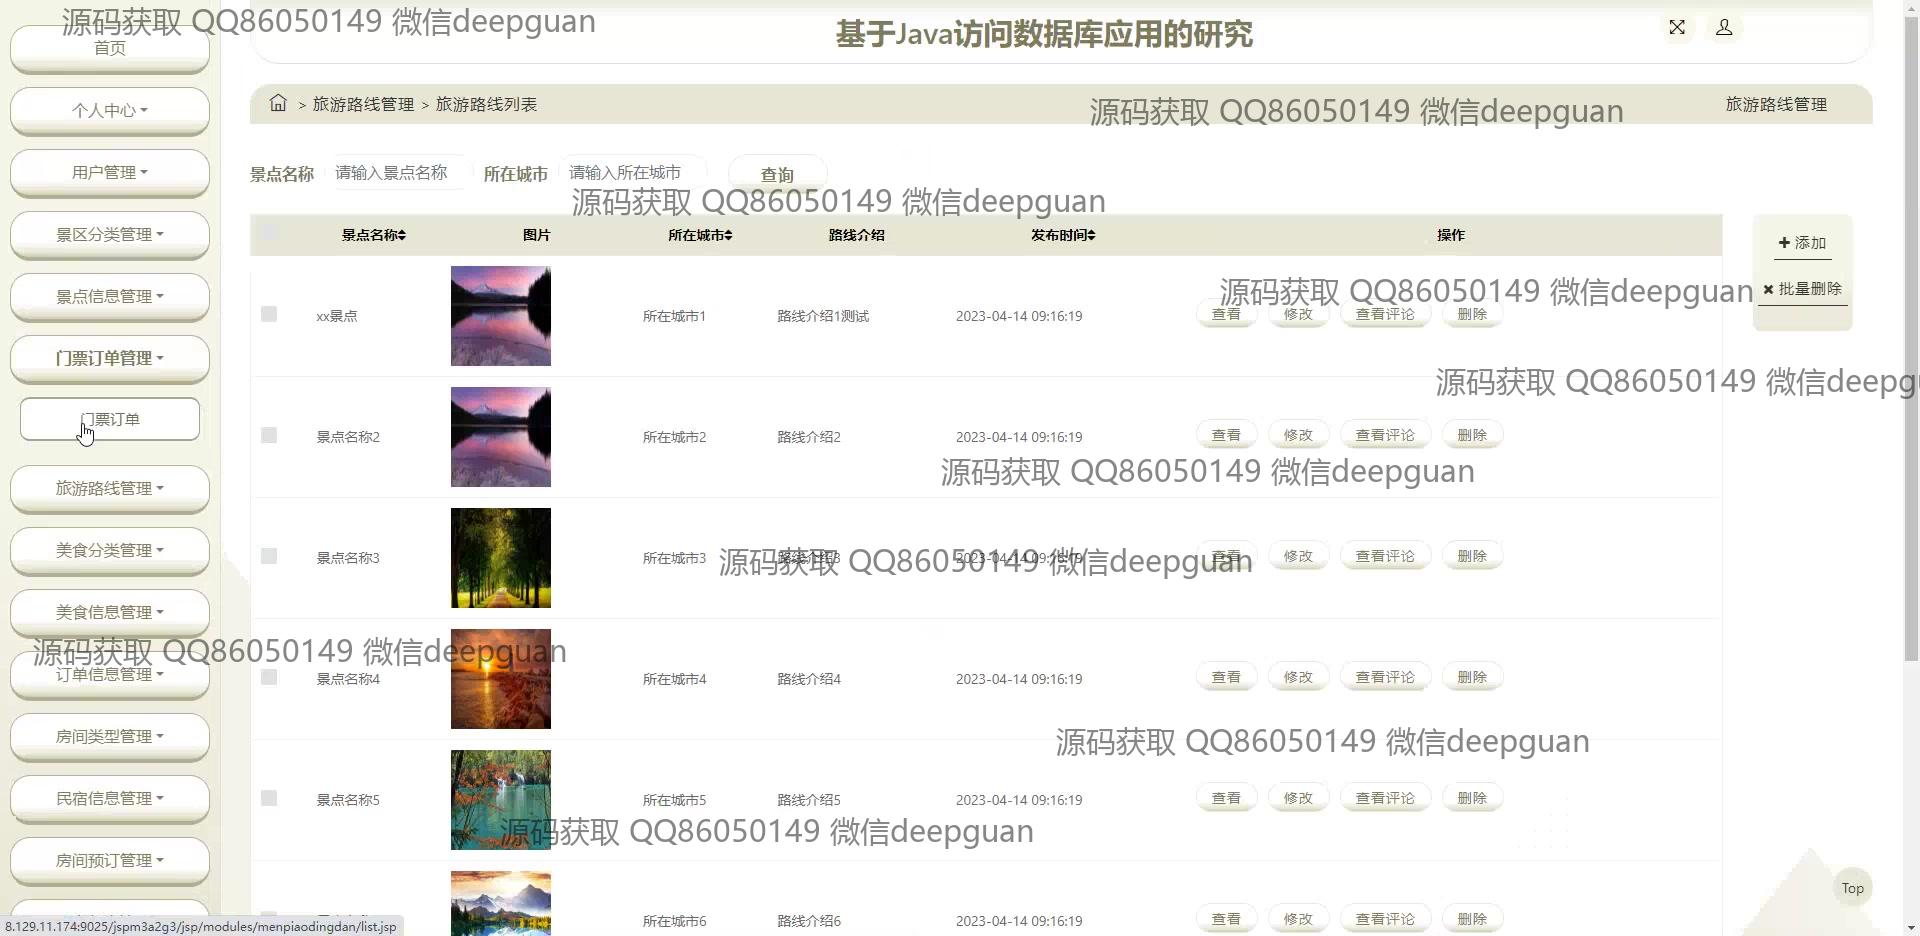 源码获取 QQ86050149 微信deepguan
首页
基于Java访问数据库应用的研究
个人中心
> 旅游路线管理 > 旅游路线列表
源码获取 QQ86050149 微信deepguan
旅游路线管理
用户管理
景点名称 请输入景点名称 所在城市 请输入所在城市 查询
源码获取 QQ86050149 微信deepguan
景区分类管理
景点名称 图片 所在城市 路线介绍 发布时间 操作
添加
批量删除
景点信息管理
源码获取 QQ86050149 微信deepguan
xx景点 所在城市1 路线介绍1测试 2023-04-14 09:16:19 查看 修改 查看评论 删除
门票订单管理
源码获取 QQ86050149 微信deepgu
门票订单
景点名称2 所在城市2 路线介绍2 2023-04-14 09:16:19 查看 修改 查看评论 删除
源码获取 QQ86050149 微信deepguan
旅游路线管理
美食分类管理
景点名称3 所在城市3 路线介绍3 2023-04-14 09:16:19 查看 修改 查看评论 删除
源码获取 QQ86050149 微信deepguan
美食信息管理
源码获取 QQ86050149 微信deepguan
订单信息管理
景点名称4 所在城市4 路线介绍4 2023-04-14 09:16:19 查看 修改 查看评论 删除
房间类型管理
源码获取 QQ86050149 微信deepguan
民宿信息管理
景点名称5 所在城市5 路线介绍5 2023-04-14 09:16:19 查看 修改 查看评论 删除
源码获取 QQ86050149 微信deepguan
房间预订管理
Top
所在城市6 路线介绍6 2023-04-14 09:16:19 查看 修改 查看评论 删除
8.129.11.174:9025/jspm3a2g3/jsp/modules/menpiaodingdan/list.jsp